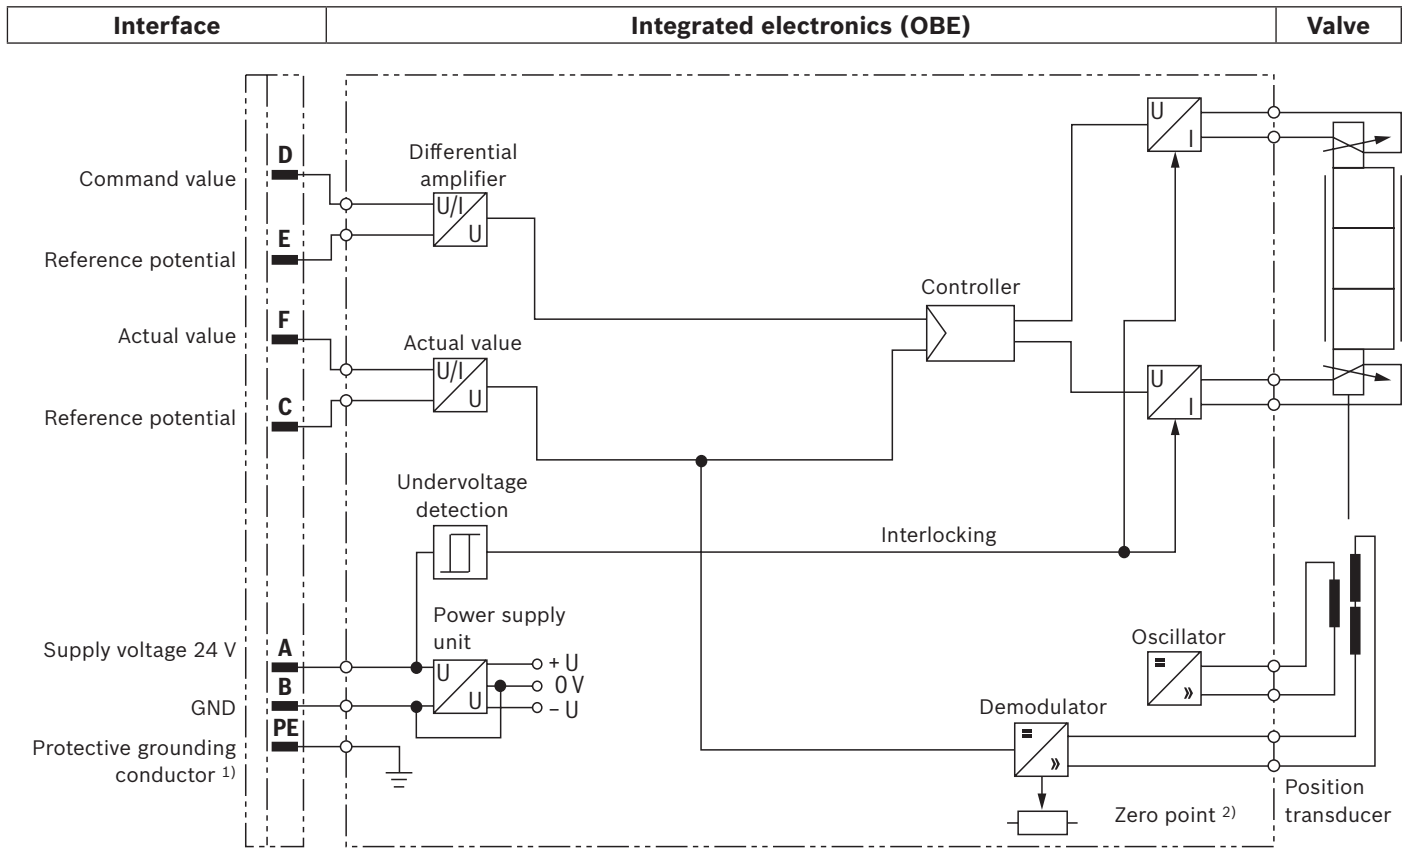 Interface
Integrated electronics (OBE)
Valve
D
Command value
E
Reference potential
F
Actual value
C
Reference potential
Differential
amplifier
U/I
U
Actual value
U/I
U
Controller
U
I
U
I
Undervoltage
detection
Interlocking
Supply voltage 24 V
A
B
GND
PE
Protective grounding
conductor 1)
Power supply
unit
U
U
+ U
0 V
– U
Oscillator
=
»
Demodulator
=
»
Zero point 2)
Position
transducer